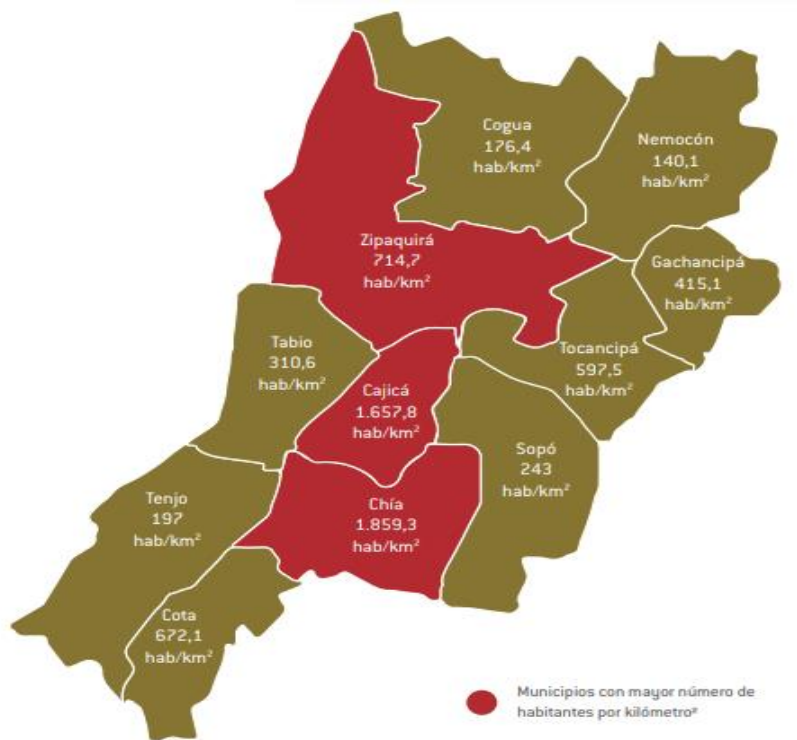 Cogua
176,4
hab/km²
Nemocón
140,1
hab/km²
Zipaquirá
714,7
hab/km²
Gachancipá
415,1
hab/km²
Tabio
310,6
hab/km²
Tocancipá
597,5
hab/km²
Cajicá
1.657,8
hab/km²
Sopó
243
hab/km²
Tenjo
197
hab/km²
Chía
1.859,3
hab/km²
Cota
672,1
hab/km²
Municipios con mayor número de
habitantes por kilómetro²